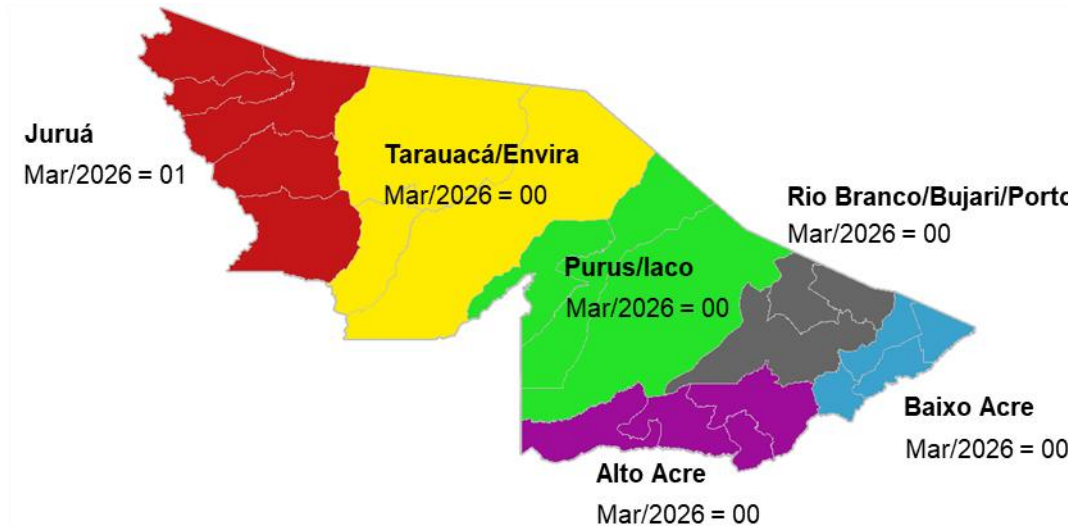 Juruá
Mar/2026 = 01
Tarauacá/Envira
Mar/2026 = 00
Rio Branco/Bujari/Porto
Mar/2026 = 00
Purus/Iaco
Mar/2026 = 00
Baixo Acre
Mar/2026 = 00
Alto Acre
Mar/2026 = 00